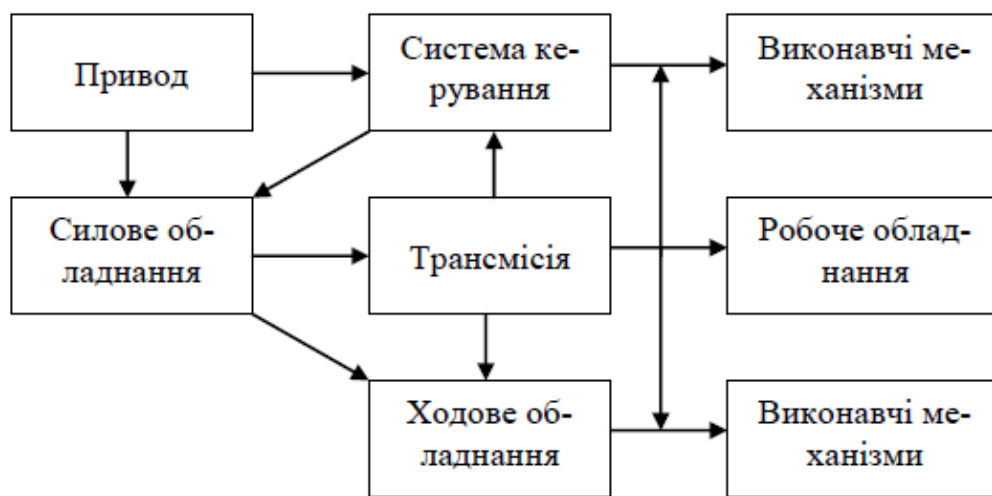 Привод
Система ке-
рування
Виконавчі ме-
ханізми
Силове об-
ладнання
Трансмісія
Робоче облад-
нання
Ходове об-
ладнання
Виконавчі ме-
ханізми